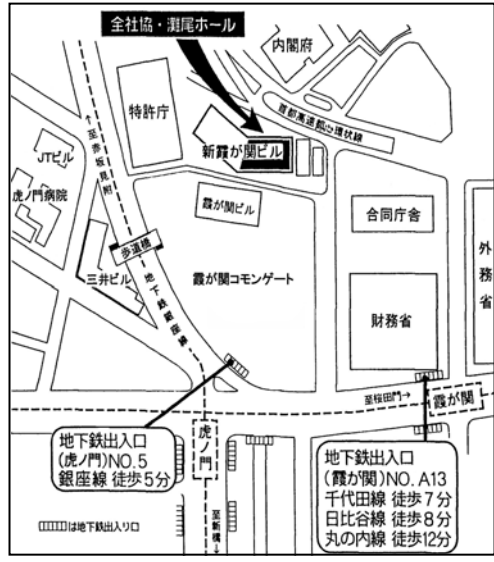 全社協・灘尾ホール
内閣府
首都高速都心環状線
特許庁
新霞が関ビル
←至赤坂見附
JTビル
虎ノ門病院
霞が関ビル
合同庁舎
外務省
歩道橋
三井ビル
地下鉄銀座線
霞が関コモンゲート
財務省
至桜田門→
霞が関
虎ノ門
地下鉄出入口
(虎ノ門)NO.5
銀座線 徒歩5分
地下鉄出入口
(霞が関)NO. A13
千代田線 徒歩7分
日比谷線 徒歩8分
丸の内線 徒歩12分
至新橋→
は地下鉄出入り口